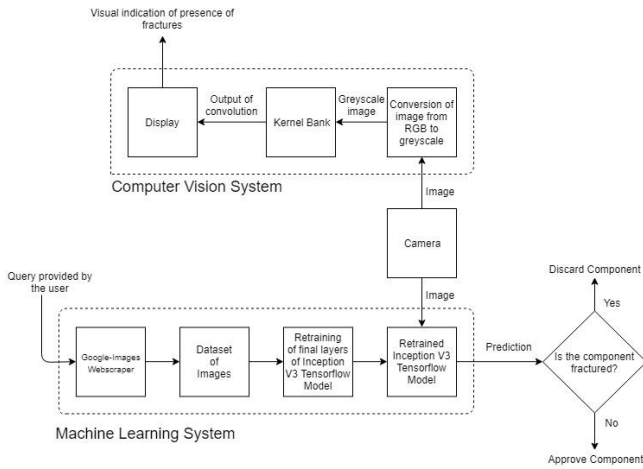 Visual indication of presence of
fractures
Display
Output of
convolution
Kernel Bank
Greyscale
image
Conversion of
image from
RGB to
greyscale
Computer Vision System
Image
Camera
Image
Query provided by
the user
Google-Images
Webscraper
Dataset
of
Images
Retraining
of final layers
of Inception
V3 Tensorflow
Model
Retrained
Inception V3
Tensorflow
Model
Machine Learning System
Prediction
Discard Component
Yes
Is the component
fractured?
No
Approve Component